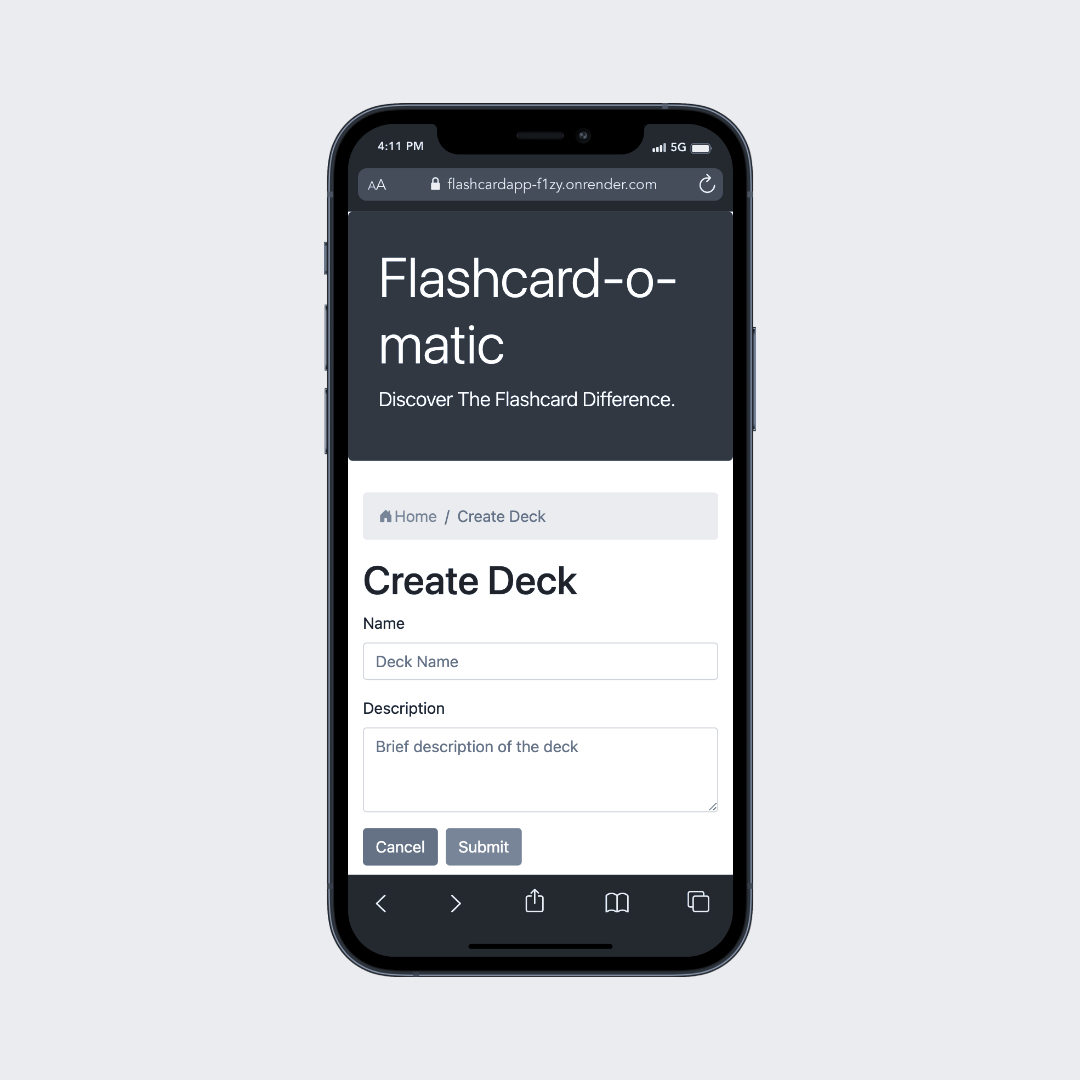 4:11 PM 5G
AA flashcardapp-f1zy.onrender.com
Flashcard-o-
matic
Discover The Flashcard Difference.
Home / Create Deck
Create Deck
Name
Deck Name
Description
Brief description of the deck
Cancel Submit